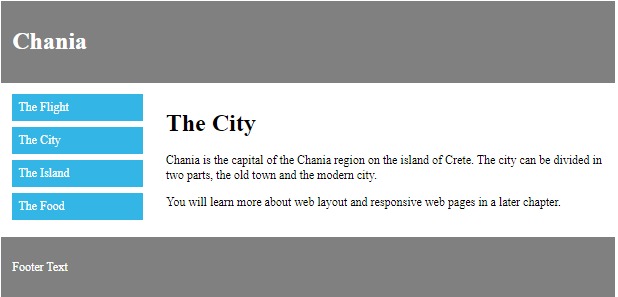 Chania
The Flight
The City
The Island
The Food
The City
Chania is the capital of the Chania region on the island of Crete. The city can be divided in
two parts, the old town and the modern city.
You will learn more about web layout and responsive web pages in a later chapter.
Footer Text